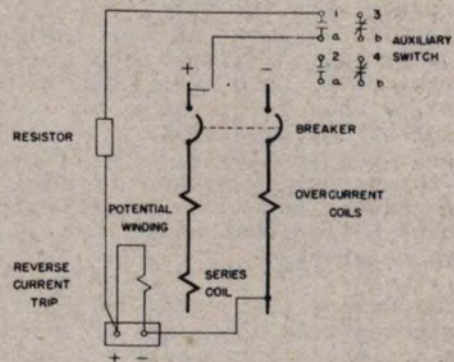 1 3
a b
AUXILIARY
SWITCH
2 4
a b
+ -
RESISTOR
BREAKER
POTENTIAL
WINDING
OVERCURRENT
COILS
REVERSE
CURRENT
TRIP
SERIES
COIL
+ -